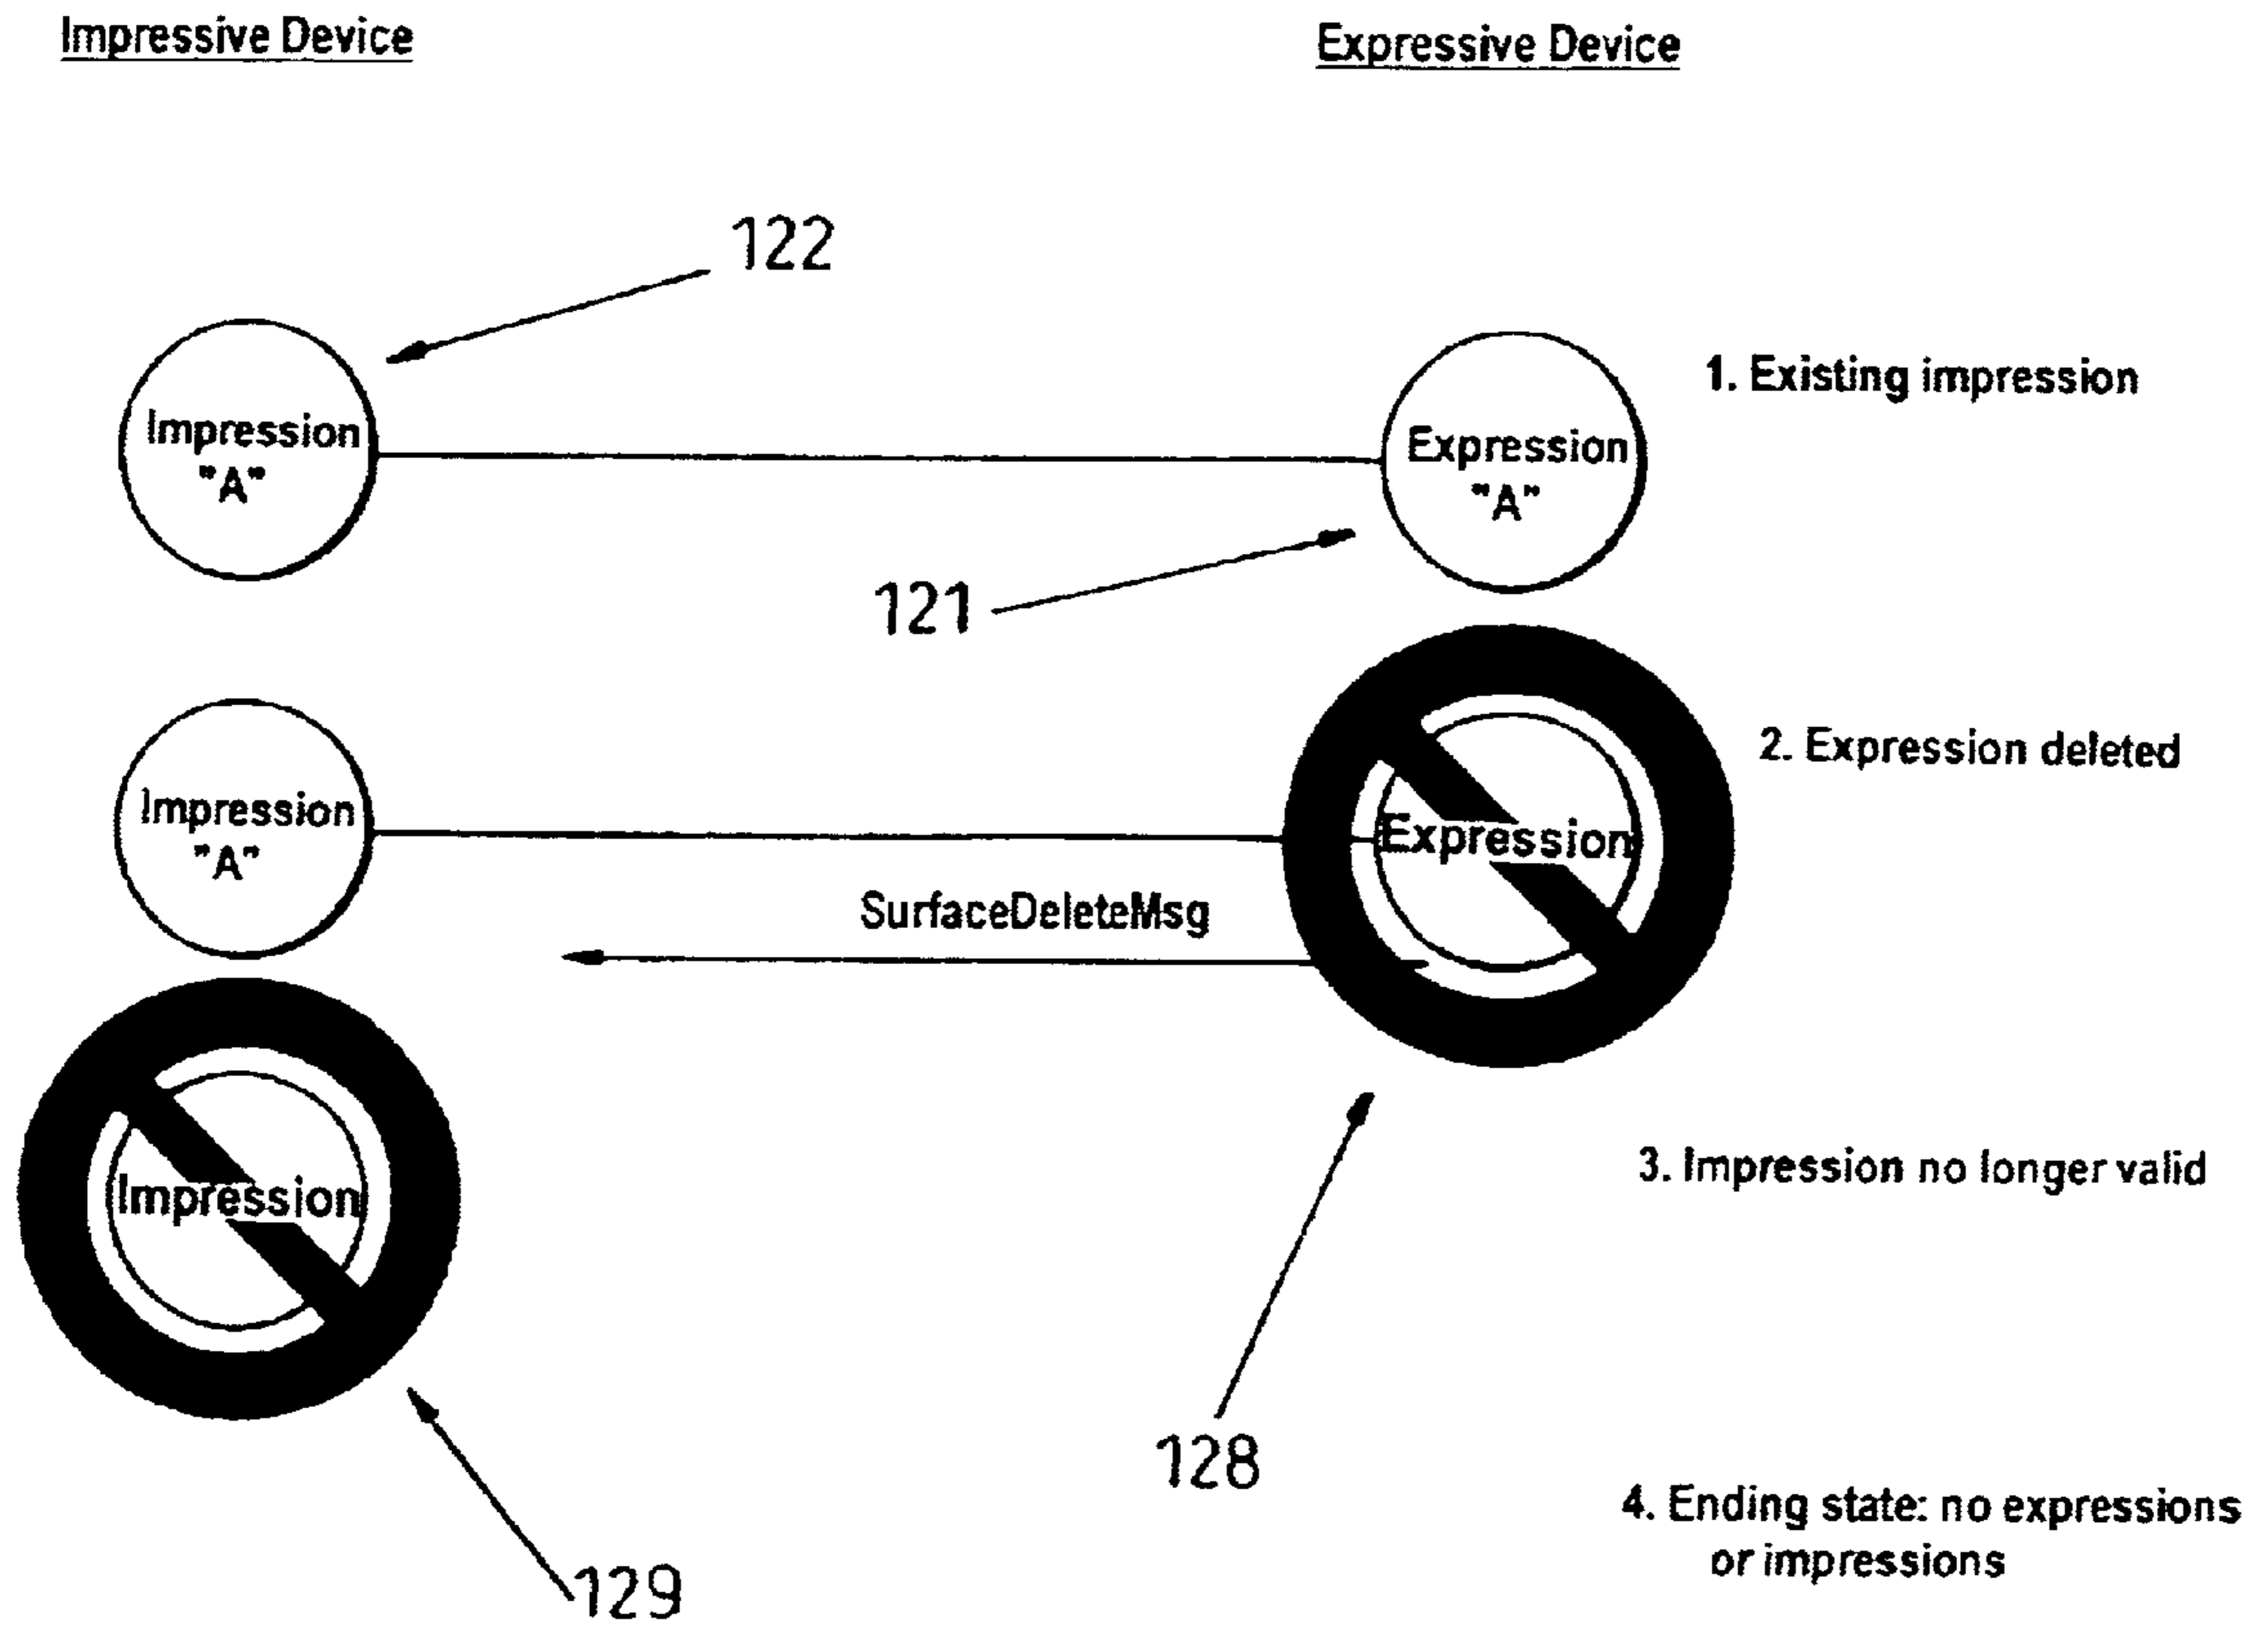 Impressive Device
Expressive Device
122
1. Existing impression
Impression
"A"
Expression
"A"
121
2. Expression deleted
Impression
"A"
Expression
SurfaceDeleteMsg
3. Impression no longer valid
Impression
128
4. Ending state: no expressions
or impressions
129